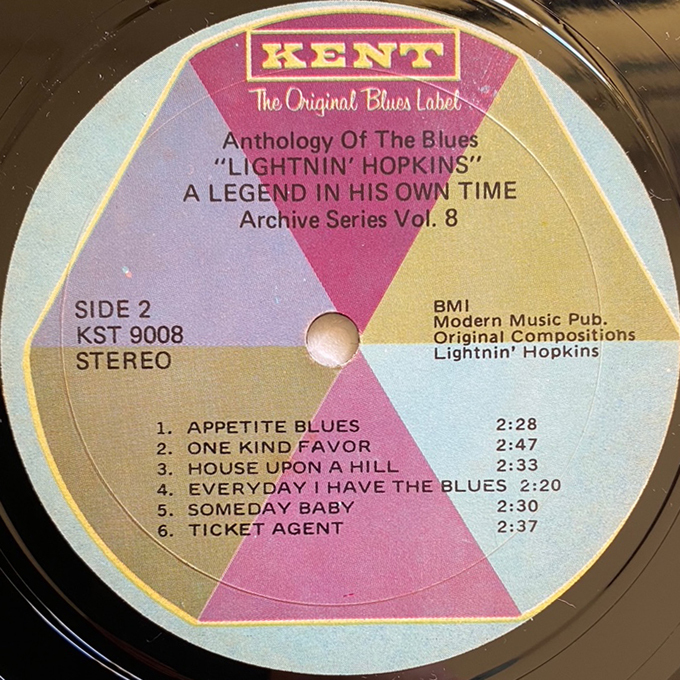 KENT
The Original Blues Label
Anthology Of The Blues
"LIGHTNIN' HOPKINS"
A LEGEND IN HIS OWN TIME
Archive Series Vol. 8
SIDE 2
KST 9008
STEREO
BMI
Modern Music Pub.
Original Compositions
Lightnin' Hopkins
1. APPETITE BLUES 2:28
2. ONE KIND FAVOR 2:47
3. HOUSE UPON A HILL 2:33
4. EVERYDAY I HAVE THE BLUES 2:20
5. SOMEDAY BABY 2:30
6. TICKET AGENT 2:37